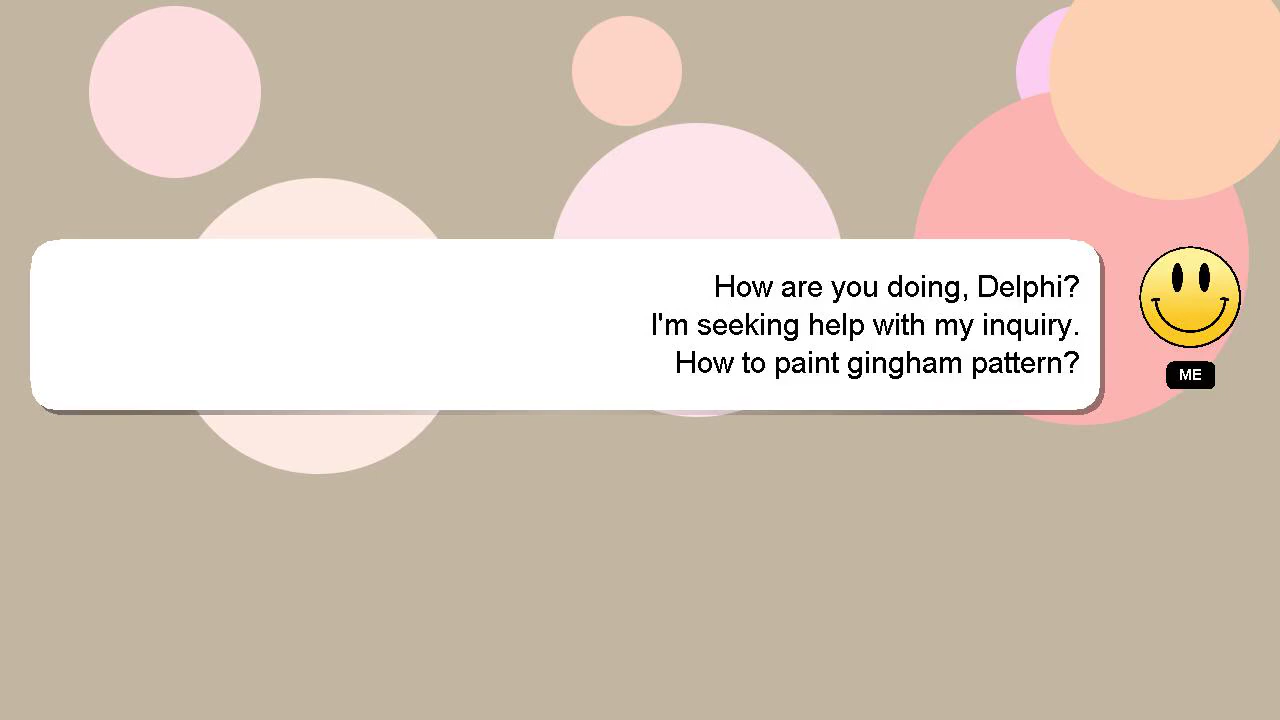 How are you doing, Delphi?
I'm seeking help with my inquiry.
How to paint gingham pattern?
ME